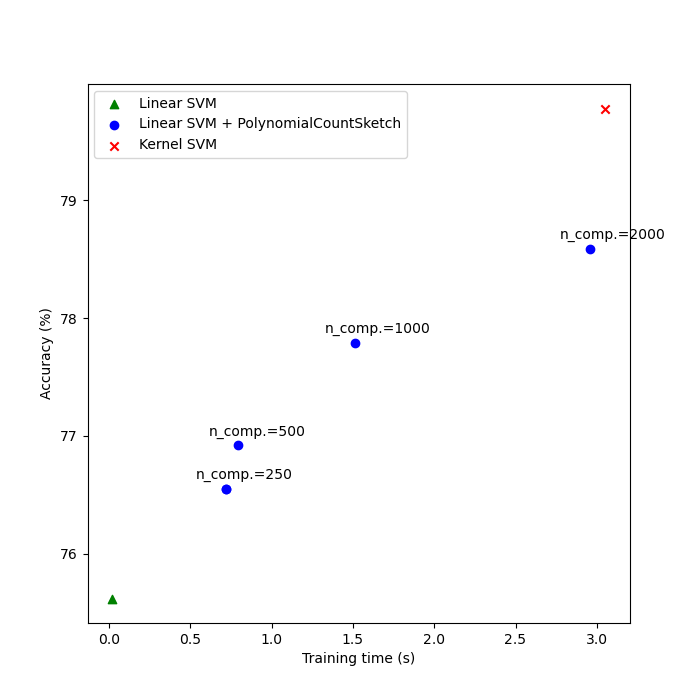 Linear SVM
Linear SVM + PolynomialCountSketch
Kernel SVM
79
n_comp.=2000
78
n_comp.=1000
Accuracy (%)
77
n_comp.=500
n_comp.=250
76
0.0 0.5 1.0 1.5 2.0 2.5 3.0
Training time (s)